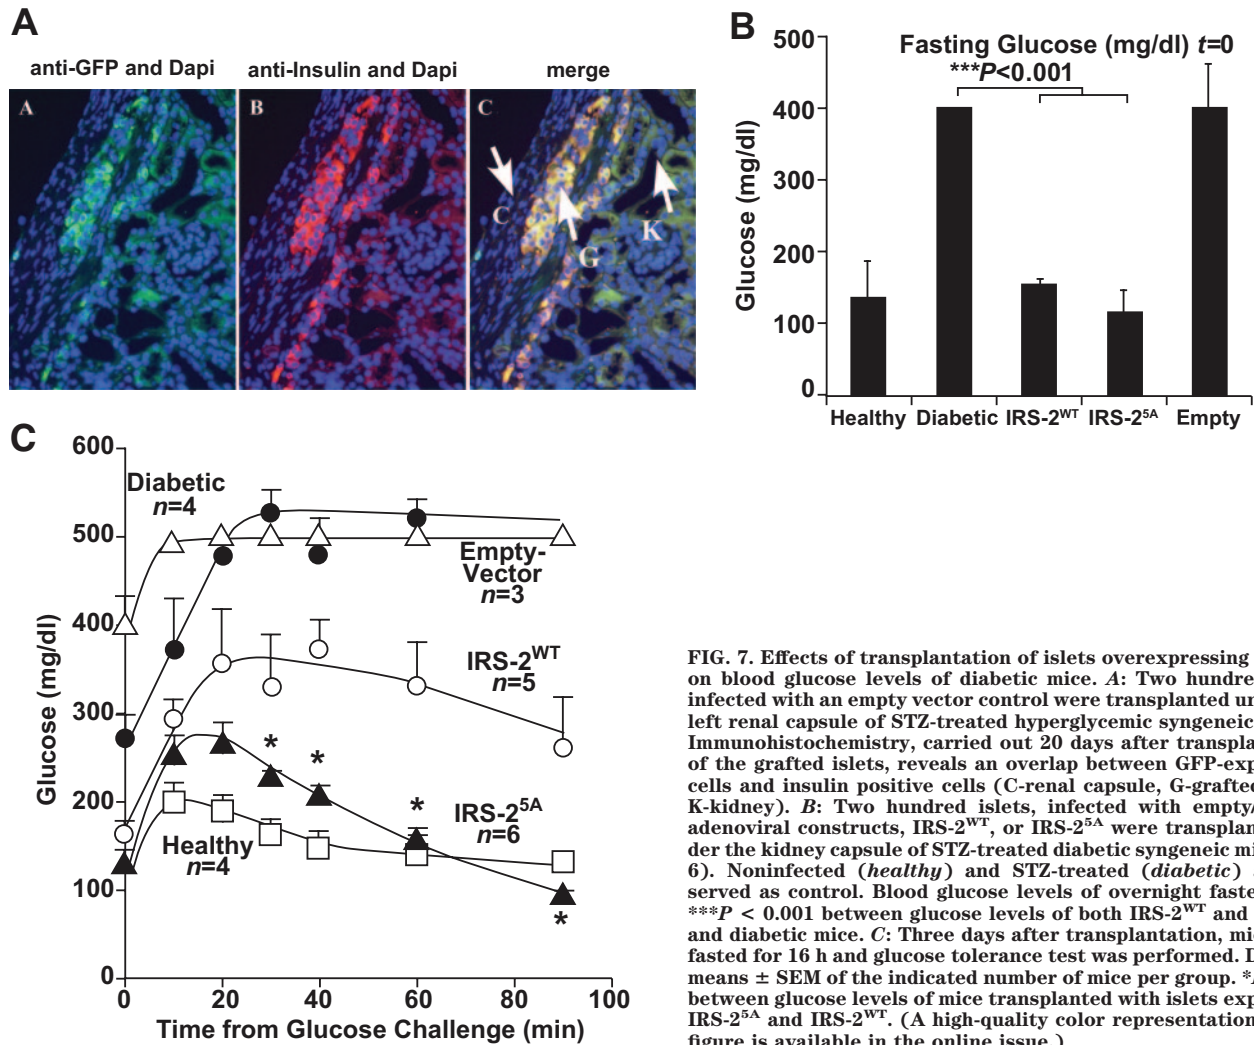 A
anti-GFP and Dapi
anti-Insulin and Dapi
merge
A
B
C
C
G
K
B
Fasting Glucose (mg/dl) t=0
***P<0.001
Glucose (mg/dl)
500
400
300
200
100
0
Healthy
Diabetic
IRS-2WT
IRS-25A
Empty
C
Glucose (mg/dl)
600
500
400
300
200
100
0
Diabetic
n=4
Empty-
Vector
n=3
IRS-2WT
n=5
*
*
*
*
IRS-25A
n=6
Healthy
n=4
0 20 40 60 80 100
Time from Glucose Challenge (min)
FIG. 7. Effects of transplantation of islets overexpressing
on blood glucose levels of diabetic mice. A: Two hundre
infected with an empty vector control were transplanted un
left renal capsule of STZ-treated hyperglycemic syngeneic
Immunohistochemistry, carried out 20 days after transpla
of the grafted islets, reveals an overlap between GFP-exp
cells and insulin positive cells (C-renal capsule, G-grafted
K-kidney). B: Two hundred islets, infected with empty/
adenoviral constructs, IRS-2WT, or IRS-25A were transplan
der the kidney capsule of STZ-treated diabetic syngeneic mi
6). Noninfected (healthy) and STZ-treated (diabetic)
served as control. Blood glucose levels of overnight faste
***P < 0.001 between glucose levels of both IRS-2WT and
and diabetic mice. C: Three days after transplantation, mic
fasted for 16 h and glucose tolerance test was performed. D
means ± SEM of the indicated number of mice per group. *
between glucose levels of mice transplanted with islets exp
IRS-25A and IRS-2WT. (A high-quality color representation
figure is available in the online issue.)